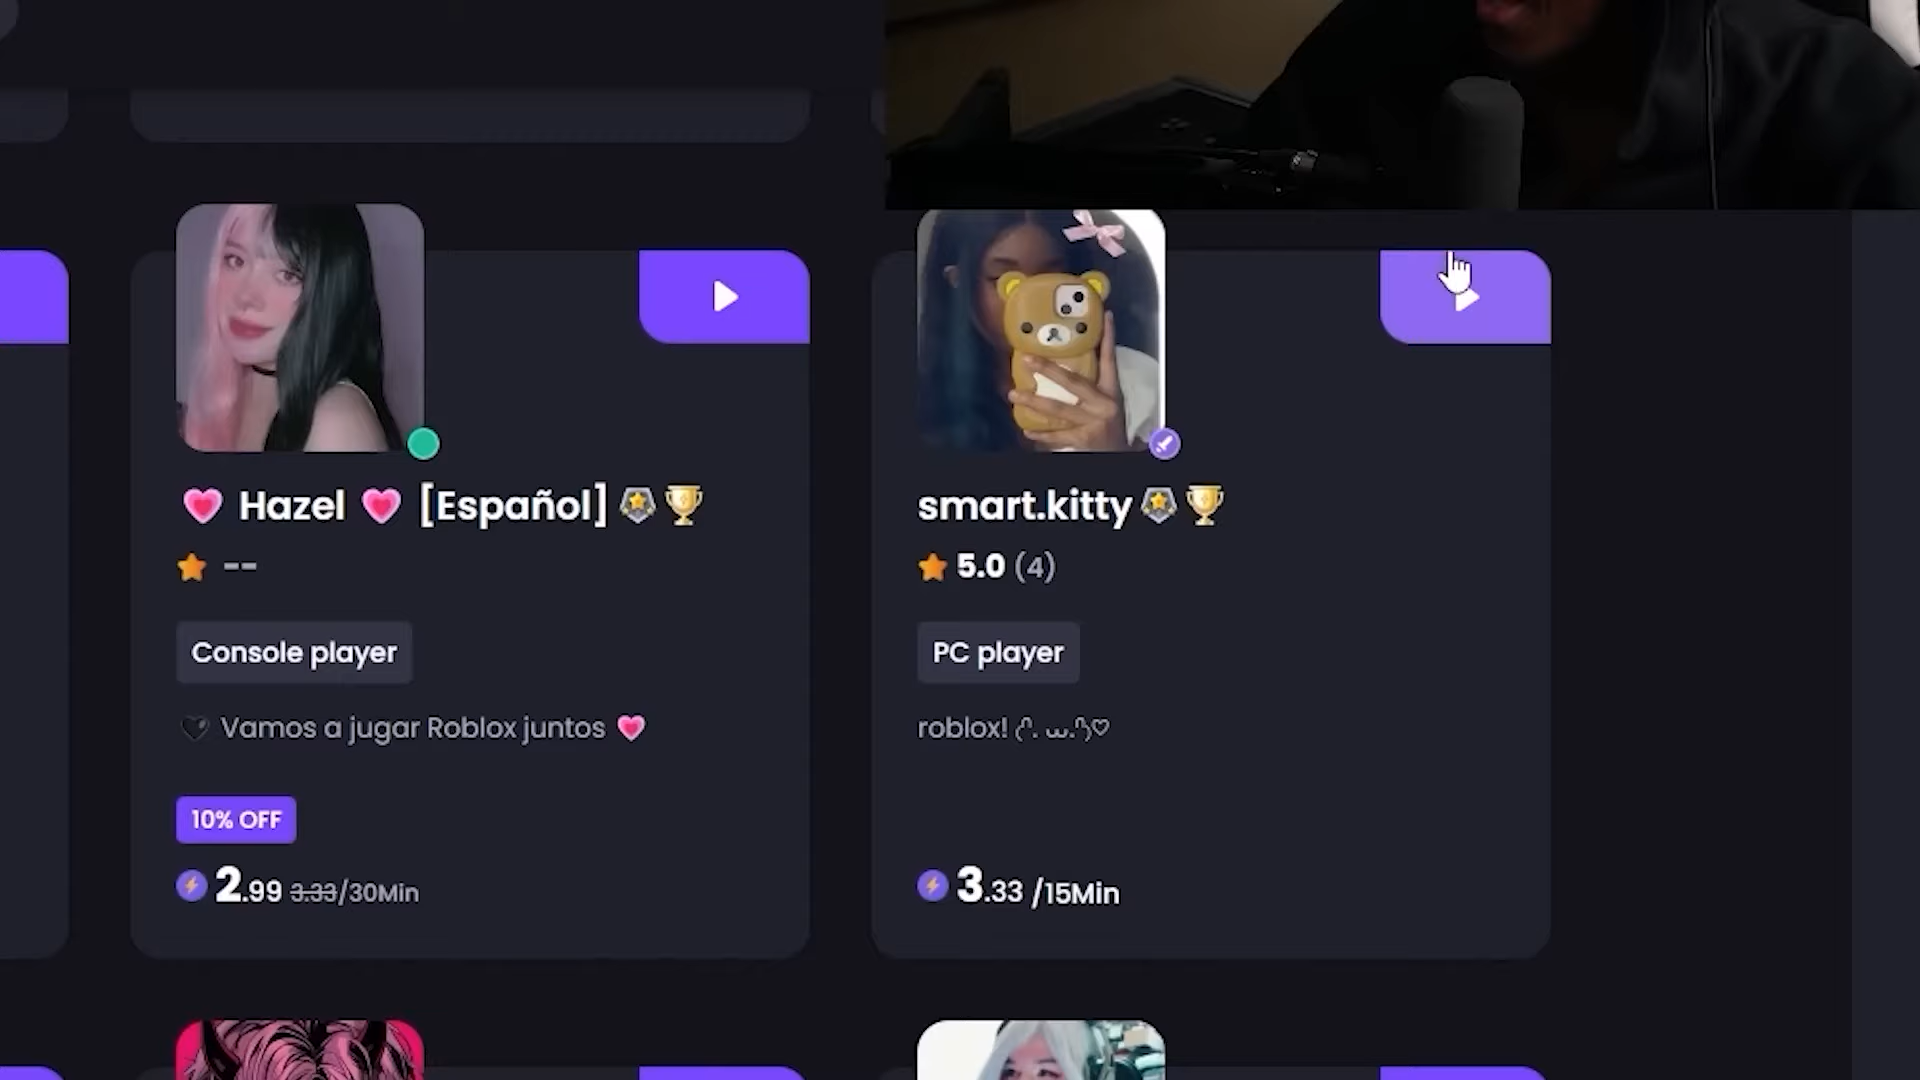 💗 Hazel 💗 [Español]
--
Console player
🖤 Vamos a jugar Roblox juntos 💗
10% OFF
2.99 3.33/30Min
smart.kitty
5.0 (4)
PC player
roblox! ₍ᐢ. ω.ᐢ₎♡
3.33 /15Min